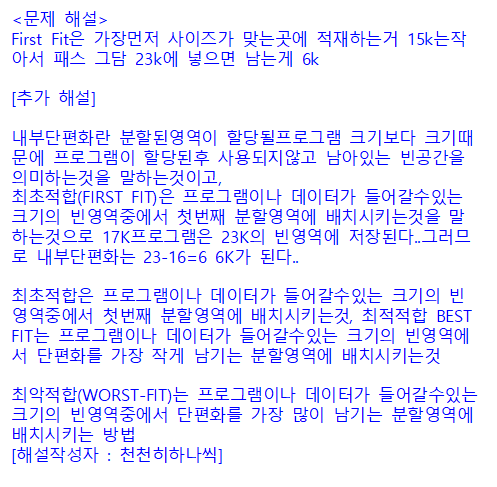 <문제 해설>
First Fit은 가장먼저 사이즈가 맞는곳에 적재하는거 15k는작
아서 패스 그담 23k에 넣으면 남는게 6k
[추가 해설]
내부단편화란 분할된영역이 할당될프로그램 크기보다 크기때
문에 프로그램이 할당된후 사용되지않고 남아있는 빈공간을
의미하는것을 말하는것이고,
최초적합(FIRST FIT)은 프로그램이나 데이터가 들어갈수있는
크기의 빈영역중에서 첫번째 분할영역에 배치시키는것을 말
하는것으로 17K프로그램은 23K의 빈영역에 저장된다..그러므
로 내부단편화는 23-16=6 6K가 된다..
최초적합은 프로그램이나 데이터가 들어갈수있는 크기의 빈
영역중에서 첫번째 분할영역에 배치시키는것, 최적적합 BEST
FIT는 프로그램이나 데이터가 들어갈수있는 크기의 빈영역에
서 단편화를 가장 작게 남기는 분할영역에 배치시키는것
최악적합(WORST-FIT)는 프로그램이나 데이터가 들어갈수있는
크기의 빈영역중에서 단편화를 가장 많이 남기는 분할영역에
배치시키는 방법
[해설작성자 : 천천히하나씩]